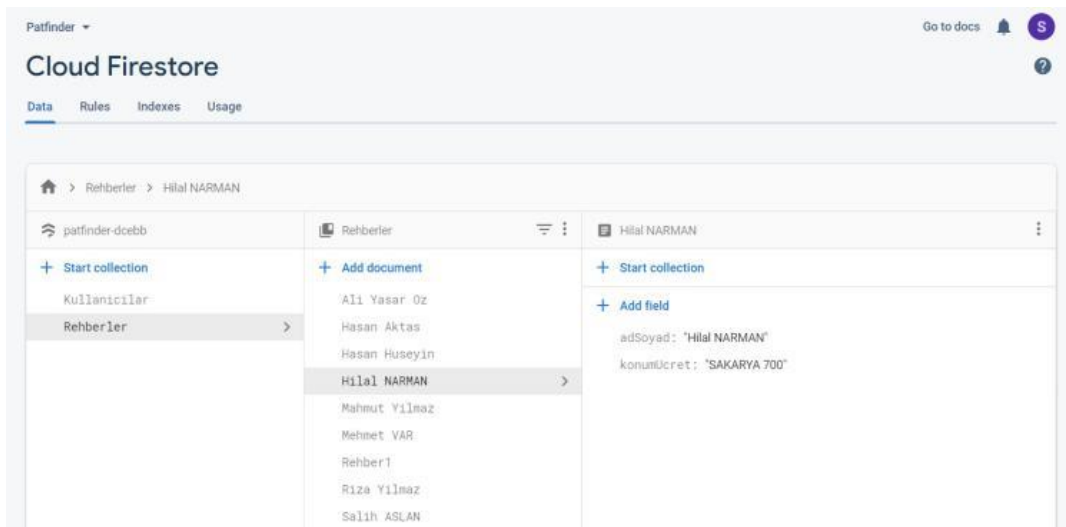 Patfinder
Go to docs
S
Cloud Firestore
Data Rules Indexes Usage
Rehberler > Hilal NARMAN
patfinder-dcebb
Rehberler
Hilal NARMAN
+ Start collection
+ Add document
+ Start collection
Kullanicilar
Rehberler
Ali Yasar Oz
Hasan Aktas
Hasan Huseyin
Hilal NARMAN
Mahmut Yilmaz
Mehmet VAR
Rehber1
Riza Yilmaz
Salih ASLAN
+ Add field
adSoyad: "Hilal NARMAN"
konumUcret: "SAKARYA 700"